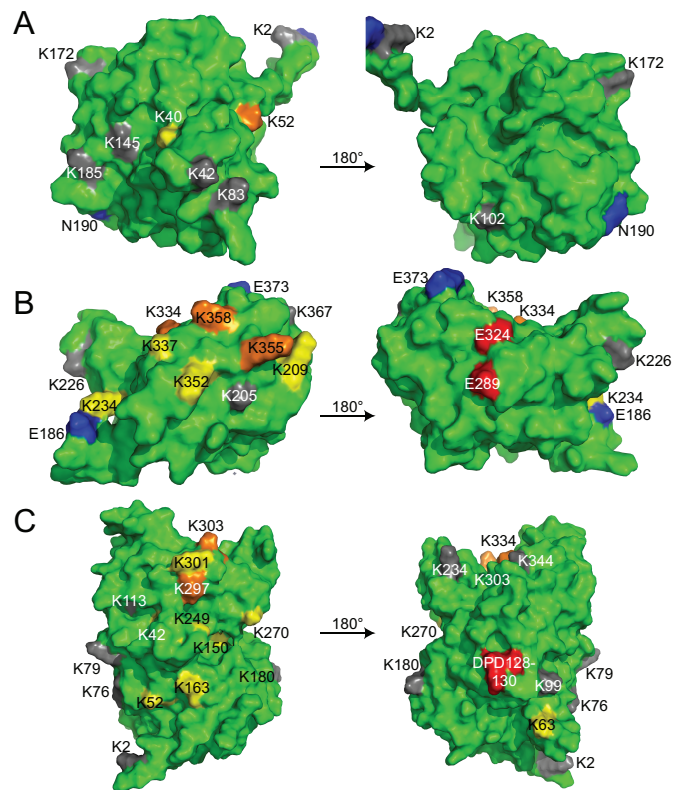 A
K2
K2
K172
K172
K40
K52
K145
K185
K42
180°
K83
N190
K102
N190
B
E373
E373
K334
K358
K367
K358
K334
E324
K337
K355
K226
K352
K209
K226
E289
K234
K205
K234
E186
180°
E186
C
K303
K334
K344
K301
K234
K303
K297
K113
K249
K42
K270
180°
K270
K150
K79
K180
K180
DPD128-
130
K79
K76
K163
K99
K52
K76
K63
K2
K2